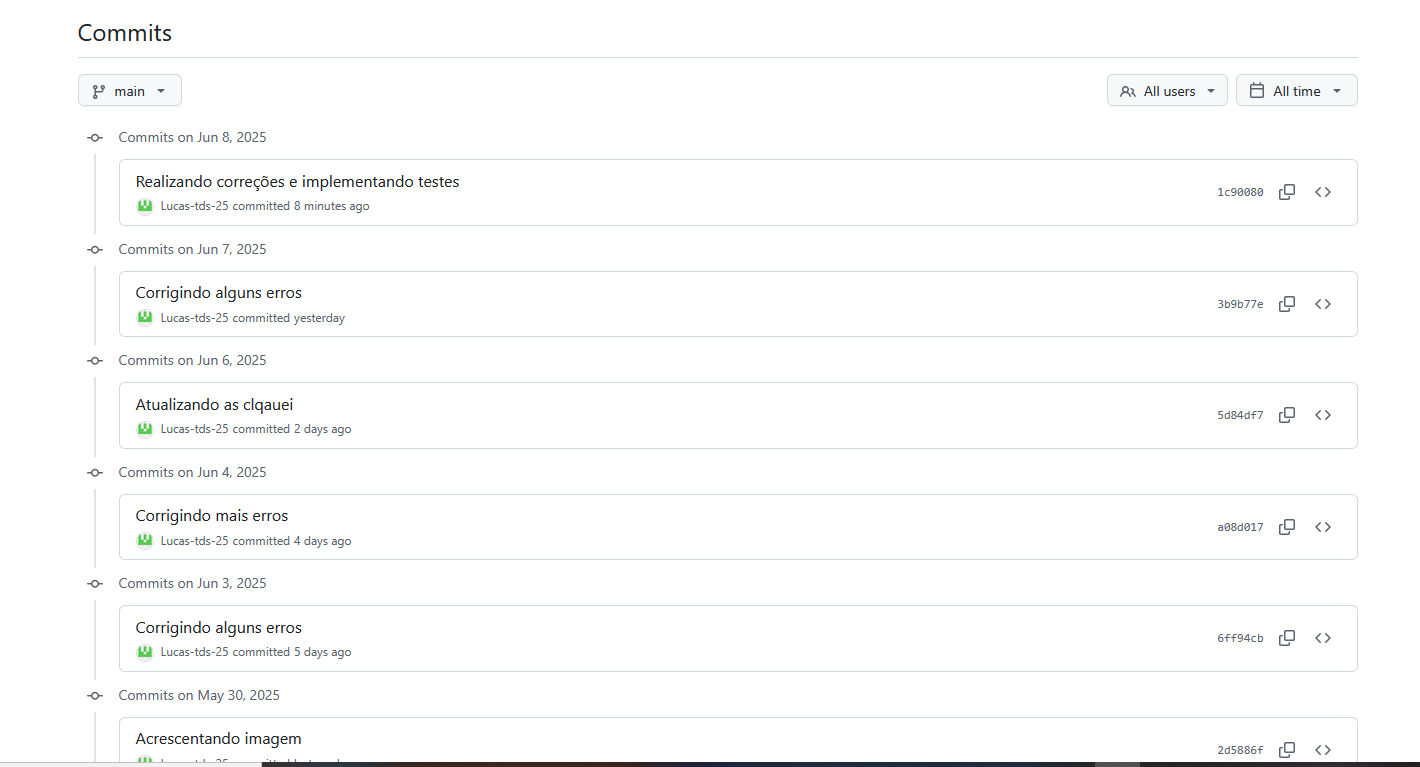 Commits
main
All users
All time
Commits on Jun 8, 2025
Realizando correções e implementando testes
1c90080
Lucas-tds-25 committed 8 minutes ago
Commits on Jun 7, 2025
Corrigindo alguns erros
3b9b77e
Lucas-tds-25 committed yesterday
Commits on Jun 6, 2025
Atualizando as clqauei
5d84df7
Lucas-tds-25 committed 2 days ago
Commits on Jun 4, 2025
Corrigindo mais erros
a08d017
Lucas-tds-25 committed 4 days ago
Commits on Jun 3, 2025
Corrigindo alguns erros
6ff94cb
Lucas-tds-25 committed 5 days ago
Commits on May 30, 2025
Acrescentando imagem
2d5886f